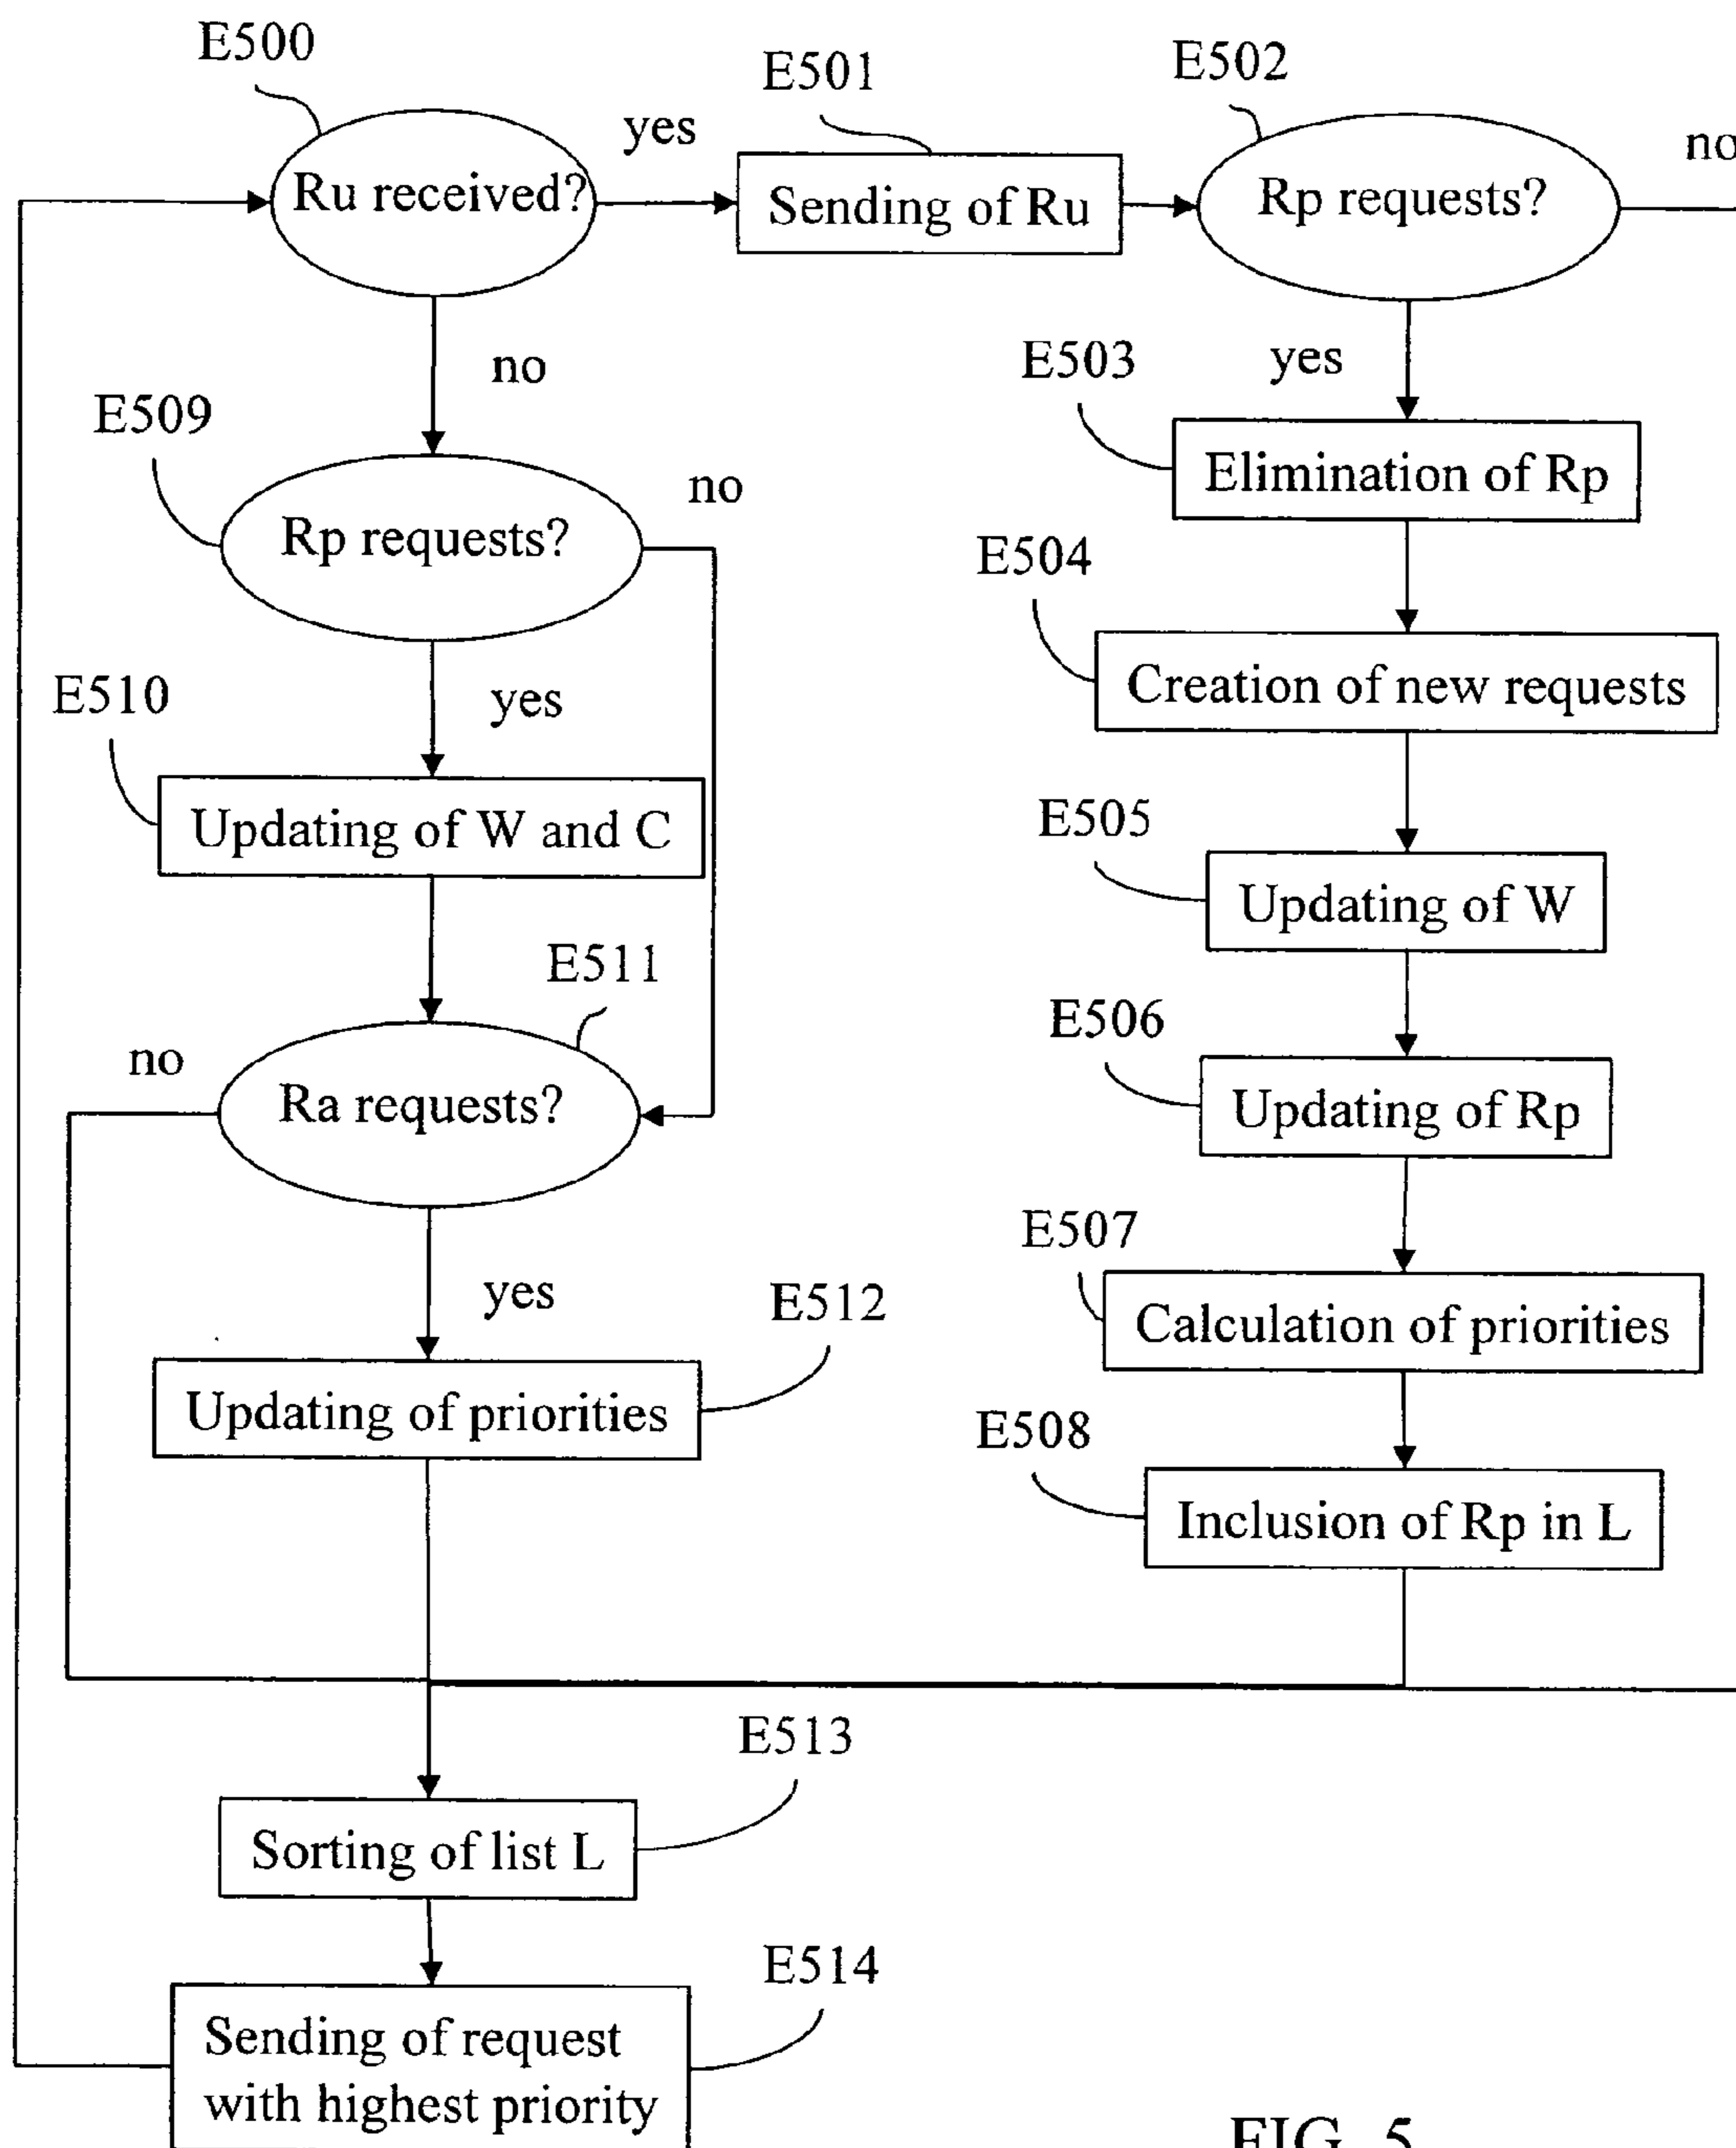 E500
E501
E502
yes
no
Ru received?
Sending of Ru
Rp requests?
no
E503
yes
E509
Elimination of Rp
no
Rp requests?
E504
Creation of new requests
E510
yes
E505
Updating of W and C
Updating of W
E511
E506
no
Ra requests?
Updating of Rp
E507
yes
E512
Calculation of priorities
Updating of priorities
E508
Inclusion of Rp in L
E513
Sorting of list L
E514
Sending of request
with highest priority
FIG. 5